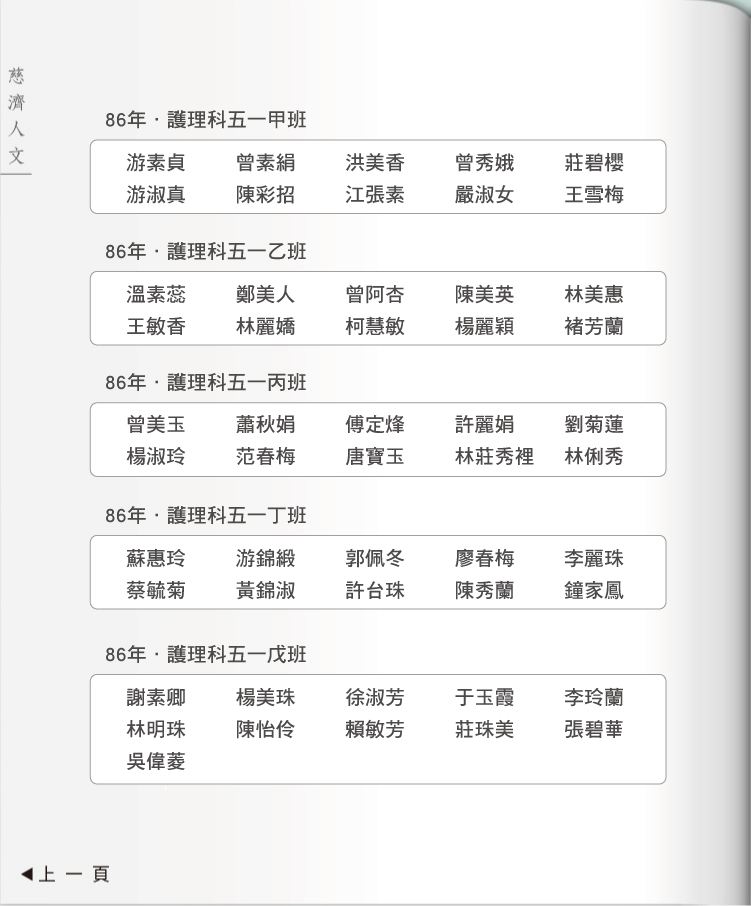 慈濟人文
86年．護理科五一甲班
游素貞 曾素絹 洪美香 曾秀娥 莊碧櫻
游淑真 陳彩招 江張素 嚴淑女 王雪梅
86年．護理科五一乙班
溫素蕊 鄭美人 曾阿杏 陳美英 林美惠
王敏香 林麗嬌 柯慧敏 楊麗穎 褚芳蘭
86年．護理科五一丙班
曾美玉 蕭秋娟 傅定烽 許麗娟 劉菊蓮
楊淑玲 范春梅 唐寶玉 林莊秀裡 林俐秀
86年．護理科五一丁班
蘇惠玲 游錦緞 郭佩冬 廖春梅 李麗珠
蔡毓菊 黃錦淑 許台珠 陳秀蘭 鐘家鳳
86年．護理科五一戊班
謝素卿 楊美珠 徐淑芳 于玉霞 李玲蘭
林明珠 陳怡伶 賴敏芳 莊珠美 張碧華
吳偉菱
◀上一頁